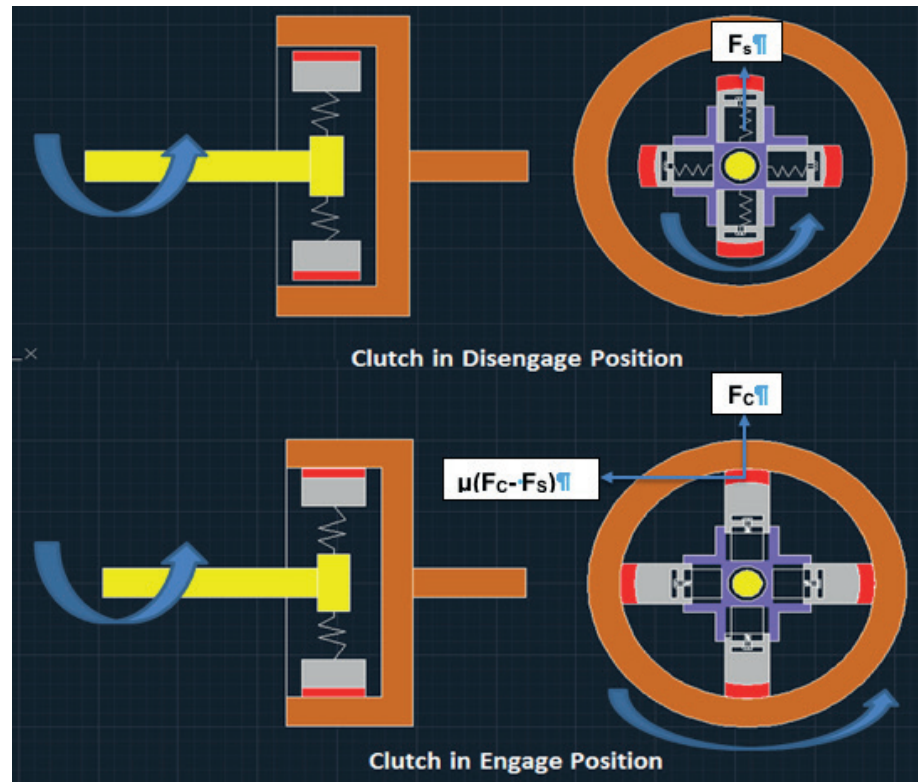 Fs¶
Clutch in Disengage Position
X
FC¶
µ(FC-·FS)¶
Clutch in Engage Position